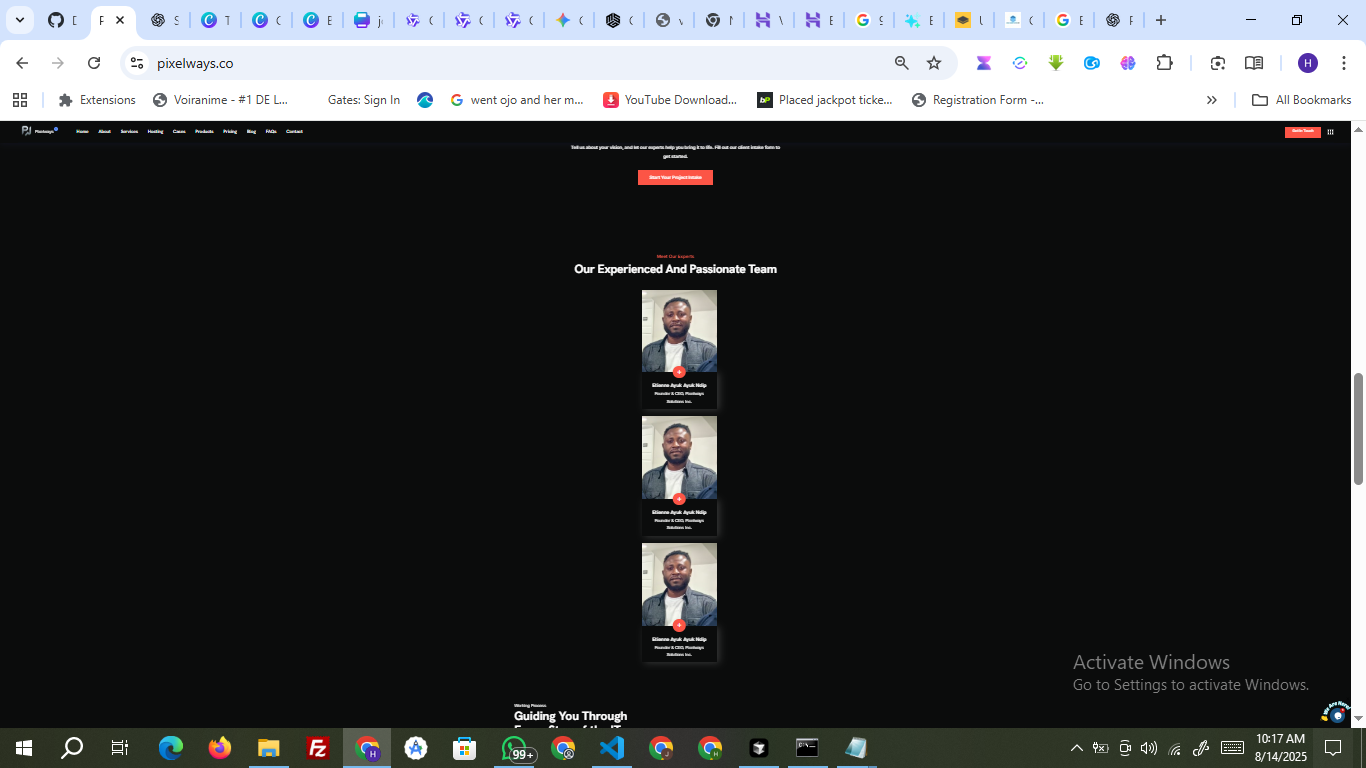 pixelways.co
H
Extensions
Voiranime - #1 DE L...
Gates: Sign In
went ojo and her m...
YouTube Download...
Placed jackpot ticke...
Registration Form -...
All Bookmarks
Pixelways
Home
About
Services
Hosting
Cases
Products
Pricing
Blog
FAQs
Contact
Tell us about your vision, and let our experts help you bring it to life. Fill out our client intake form to
get started.
Start Your Project Intake
Meet Our Experts
Our Experienced And Passionate Team
Etienne Ayuk Ayuk Ndip
Founder & CEO, Pixelways
Solutions Inc.
Etienne Ayuk Ayuk Ndip
Founder & CEO, Pixelways
Solutions Inc.
Etienne Ayuk Ayuk Ndip
Founder & CEO, Pixelways
Solutions Inc.
Working Process
Guiding You Through
Activate Windows
Go to Settings to activate Windows.
We Are Here!
99+
10:17 AM
8/14/2025